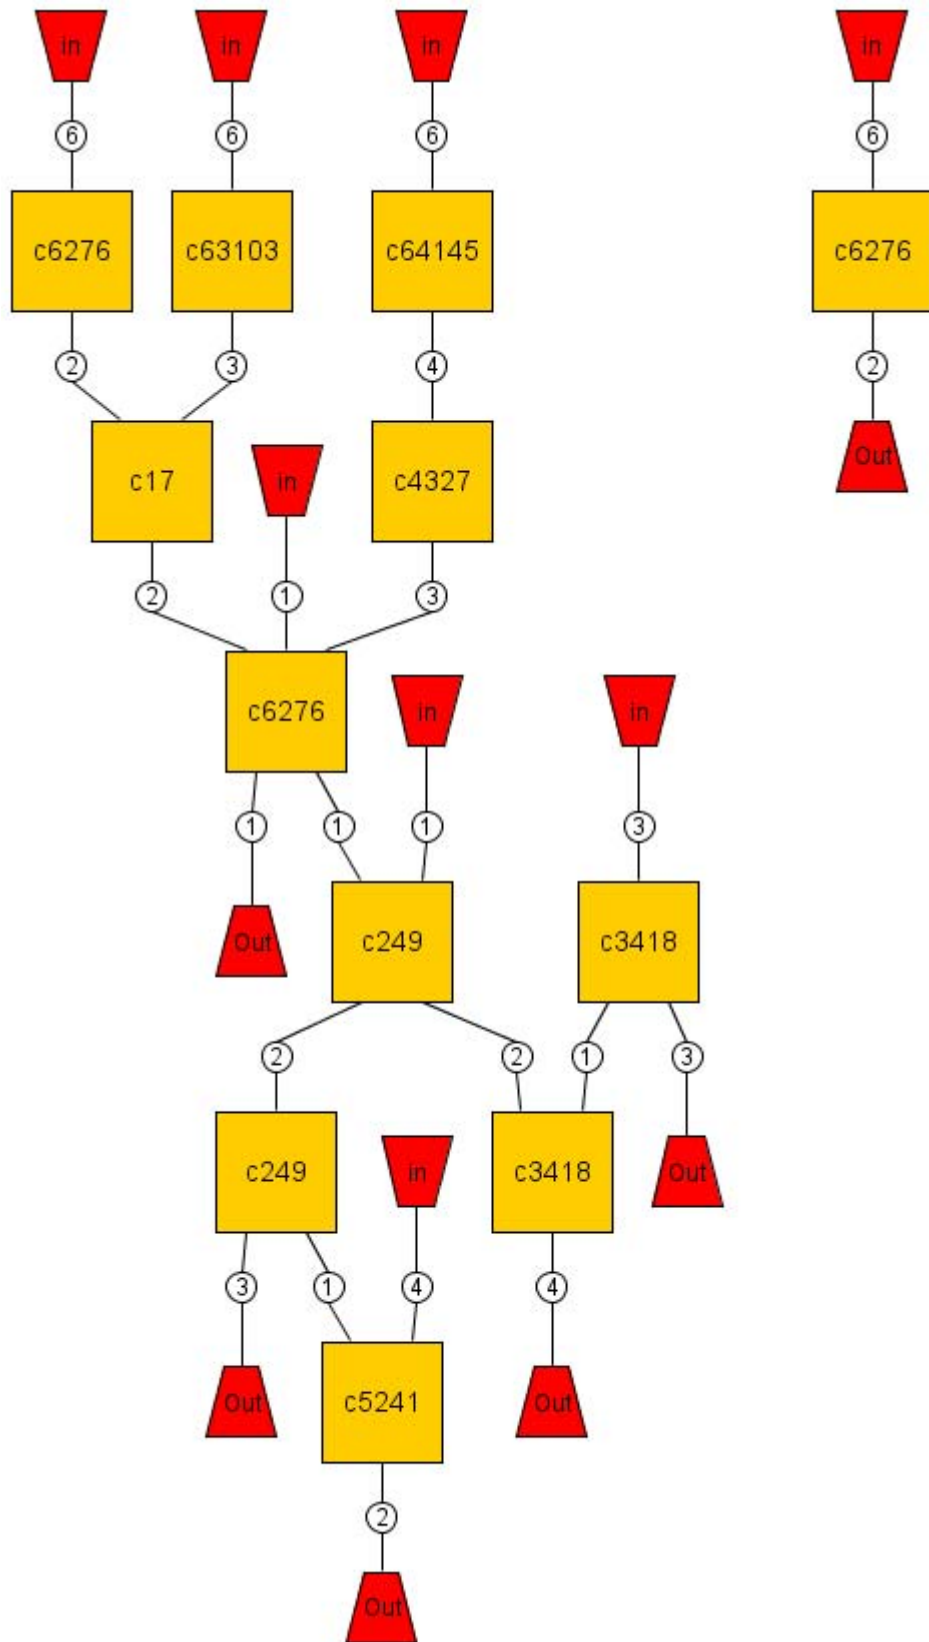 in in in in
6 6 6 6
c6276 c63103 c64145 c6276
2 3 4 2
c17 in c4327 Out
2 1 3
c6276 in in
1 1 1 3
Out c249 c3418
2 2 1 3
c249 in c3418 Out
3 1 4 4
Out c5241 Out
2
Out